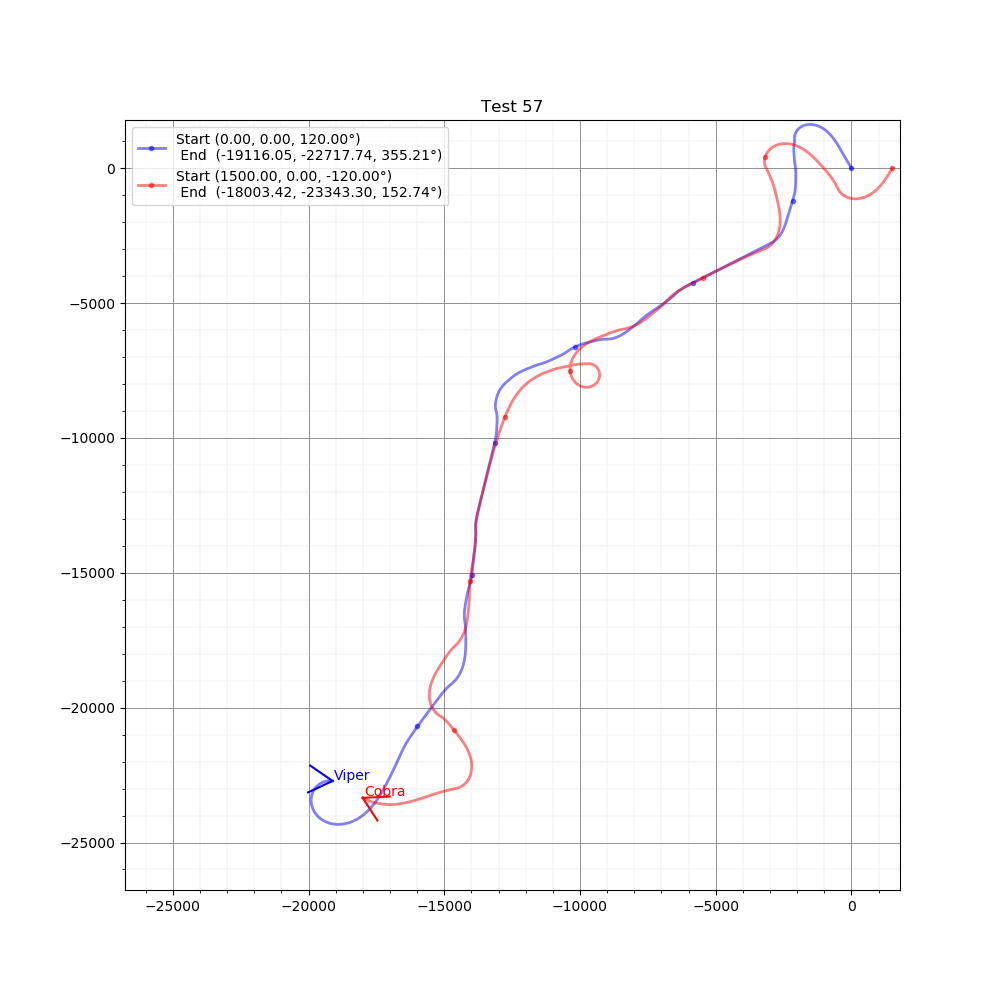 Test 57
Start (0.00, 0.00, 120.00°)
End (-19116.05, -22717.74, 355.21°)
Start (1500.00, 0.00, -120.00°)
End (-18003.42, -23343.30, 152.74°)
0
−5000
−10000
−15000
−20000
−25000
Viper
Cobra
−25000 −20000 −15000 −10000 −5000 0